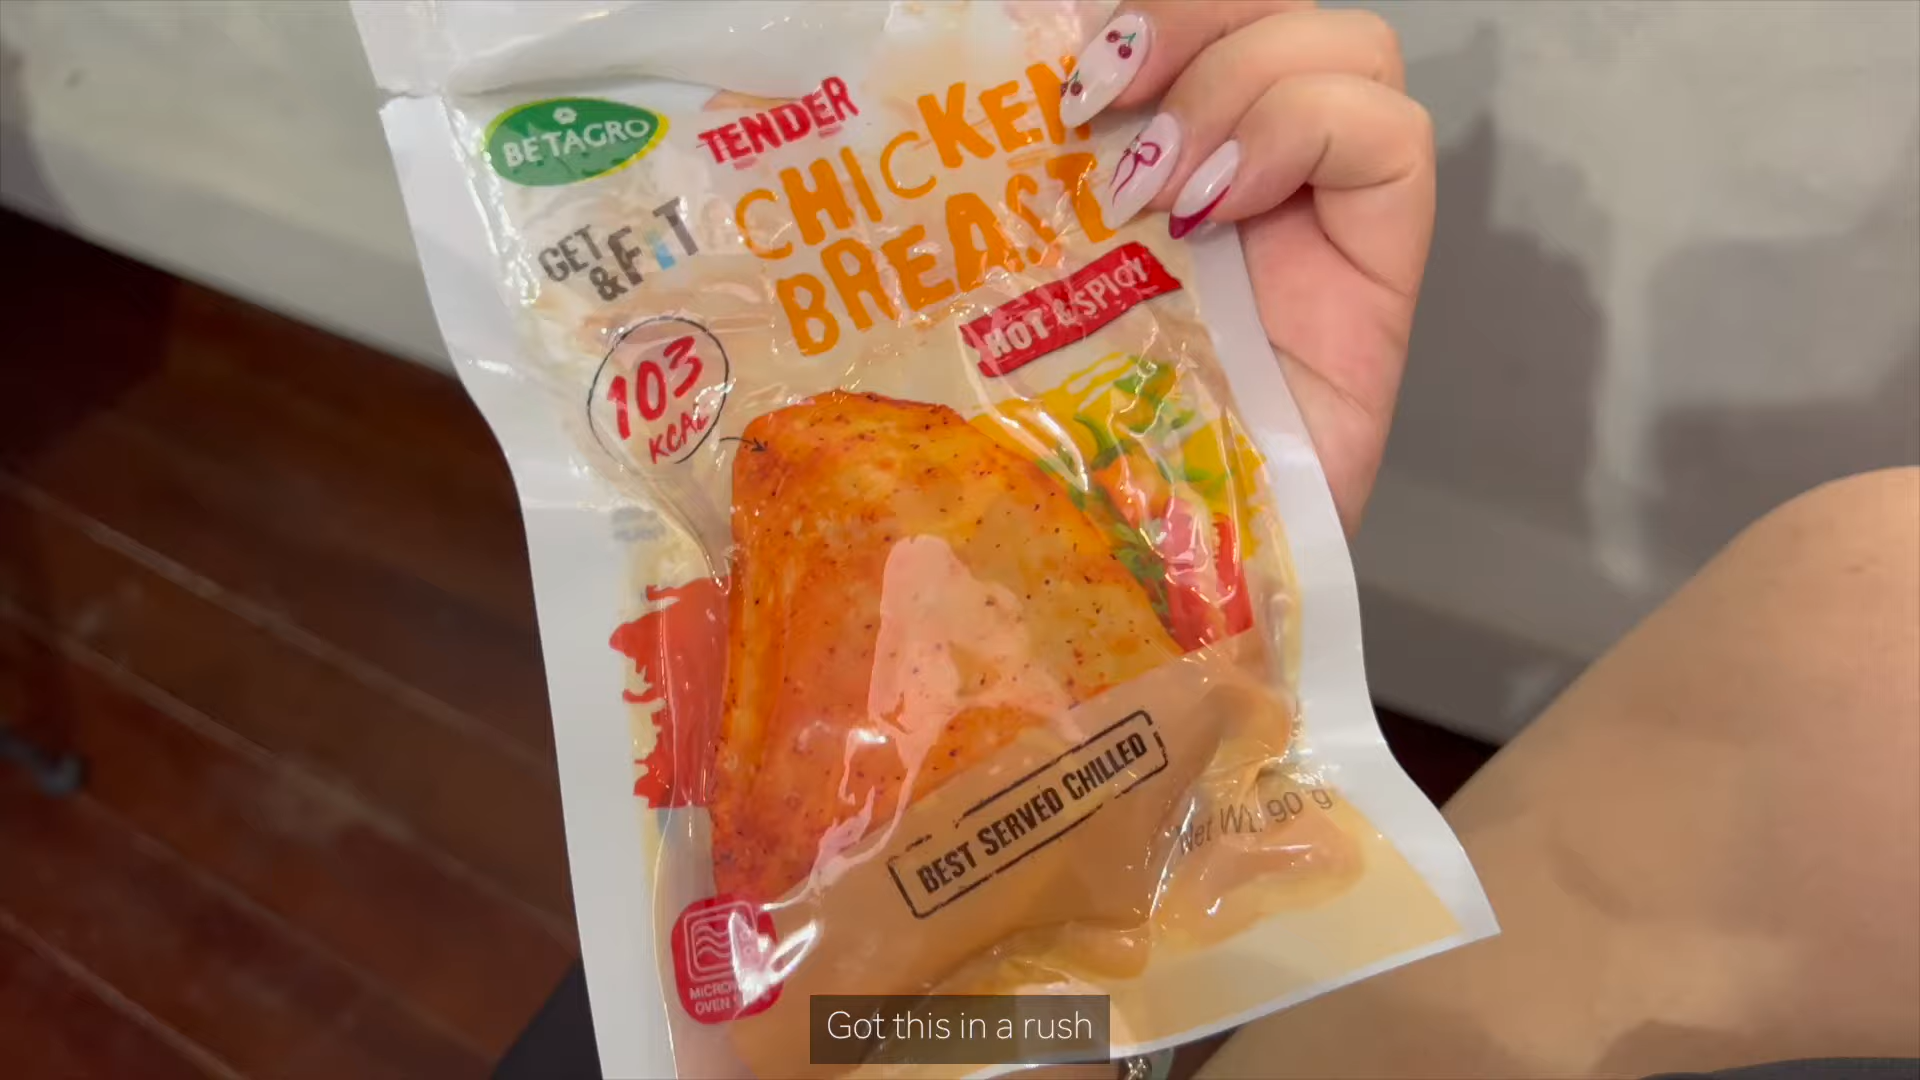 BETAGRO
TENDER
CHICKEN
BREAST
GET
&FIT
HOT & SPICY
103
KCAL
BEST SERVED CHILLED
Net Wt. 90 g
OVEN
Got this in a rush